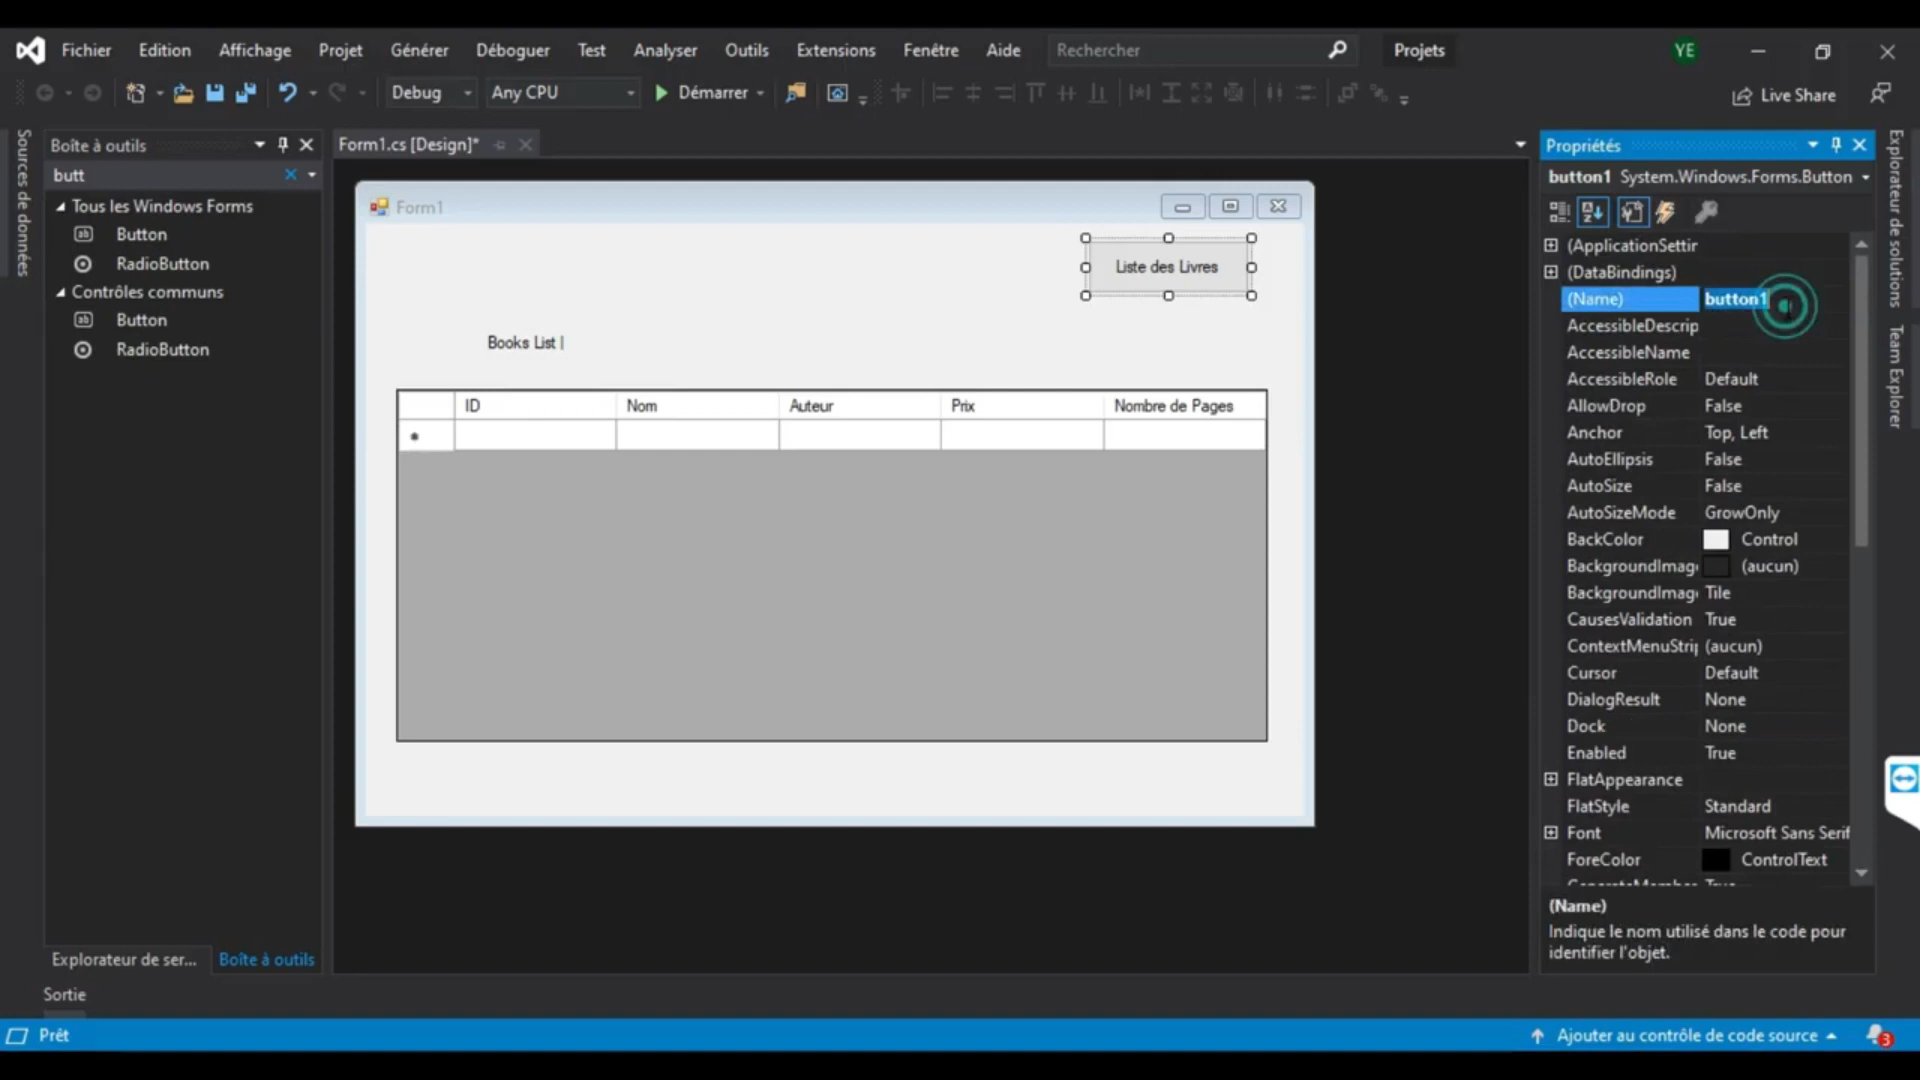 Fichier Edition Affichage Projet Générer Déboguer Test Analyser Outils Extensions Fenêtre Aide Rechercher Projets YE
Debug Any CPU Démarrer Live Share
Sources de données
Boîte à outils
butt
Tous les Windows Forms
Button
RadioButton
Contrôles communs
Button
RadioButton
Explorateur de ser... Boîte à outils
Form1.cs [Design]*
Form1
Liste des Livres
Books List |
ID Nom Auteur Prix Nombre de Pages
Propriétés
button1 System.Windows.Forms.Button
(ApplicationSettir
(DataBindings)
(Name) button1
AccessibleDescrip
AccessibleName
AccessibleRole Default
AllowDrop False
Anchor Top, Left
AutoEllipsis False
AutoSize False
AutoSizeMode GrowOnly
BackColor Control
BackgroundImag (aucun)
BackgroundImag Tile
CausesValidation True
ContextMenuStrip (aucun)
Cursor Default
DialogResult None
Dock None
Enabled True
FlatAppearance
FlatStyle Standard
Font Microsoft Sans Serif
ForeColor ControlText
(Name)
Indique le nom utilisé dans le code pour
identifier l'objet.
Explorateur de solutions
Team Explorer
Sortie
Prêt Ajouter au contrôle de code source 3